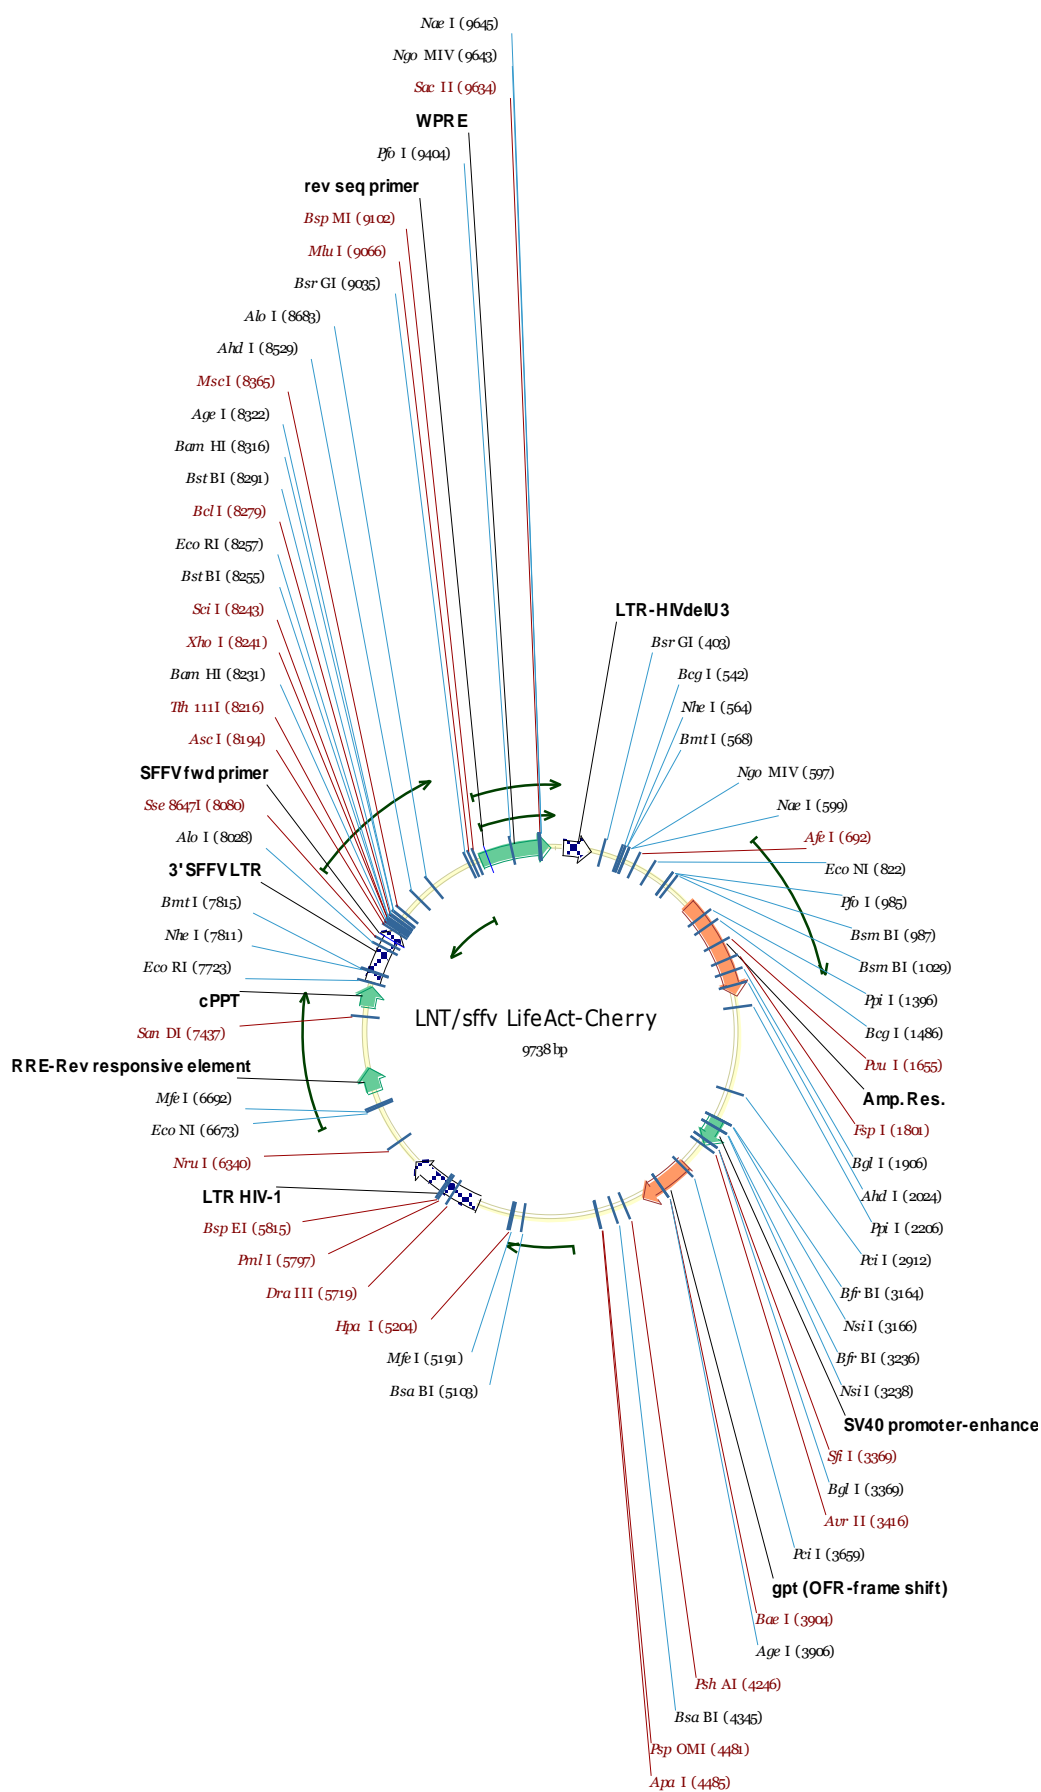 Nae I (9645)
Ngo MIV (9643)
Sac II (9634)
WPRE
Pfo I (9404)
rev seq primer
Bsp MI (9102)
Mlu I (9066)
Bsr GI (9035)
Alo I (8683)
Ahd I (8529)
Msc I (8365)
Age I (8322)
Bam HI (8316)
Bst BI (8291)
Bcl I (8279)
Eco RI (8257)
Bst BI (8255)
Sci I (8243)
Xho I (8241)
Bam HI (8231)
Tth 111I (8216)
Asc I (8194)
SFFV fwd primer
Sse 8647I (8080)
Alo I (8028)
3'SFFV LTR
Bmt I (7815)
Nhe I (7811)
Eco RI (7723)
cPPT
San DI (7437)
RRE-Rev responsive element
Mfe I (6692)
Eco NI (6673)
Nru I (6340)
LTR HIV-1
Bsp EI (5815)
Pml I (5797)
Dra III (5719)
Hpa I (5204)
Mfe I (5191)
Bsa BI (5103)
LNT/sffv LifeAct-Cherry
9738 bp
LTR-HIVdelU3
Bsr GI (403)
Bcg I (542)
Nhe I (564)
Bmt I (568)
Ngo MIV (597)
Nae I (599)
Afe I (692)
Eco NI (822)
Pfo I (985)
Bsm BI (987)
Bsm BI (1029)
Ppi I (1396)
Bcg I (1486)
Pvu I (1655)
Amp. Res.
Fsp I (1801)
Bgl I (1906)
Ahd I (2024)
Ppi I (2206)
Pci I (2912)
Bfr BI (3164)
Nsi I (3166)
Bfr BI (3236)
Nsi I (3238)
SV40 promoter-enhance
Sfi I (3369)
Bgl I (3369)
Avr II (3416)
Pci I (3659)
gpt (OFR-frame shift)
Bae I (3904)
Age I (3906)
Psh AI (4246)
Bsa BI (4345)
Psp OMI (4481)
Apa I (4485)